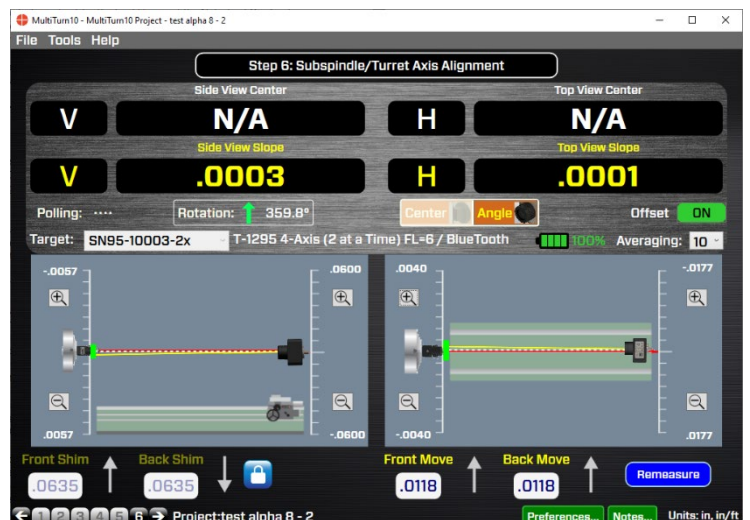 MultiTurn10 - MultiTurn10 Project - test alpha 8 - 2
File Tools Help
Step 6: Subspindle/Turret Axis Alignment
Side View Center Top View Center
V N/A H N/A
Side View Slope Top View Slope
V .0003 H .0001
Polling: .... Rotation: 359.8° Center Angle Offset ON
Target: SN95-10003-2x T-1295 4-Axis (2 at a Time) FL=6 / BlueTooth 100% Averaging: 10
-.0057 .0600 .0040 -.0177
.0057 -.0600 -.0040 .0177
Front Shim Back Shim Front Move Back Move
.0635 .0635 .0118 .0118 Remeasure
1 2 3 4 5 6 Project:test alpha 8 - 2 Preferences... Notes... Units: in, in/ft